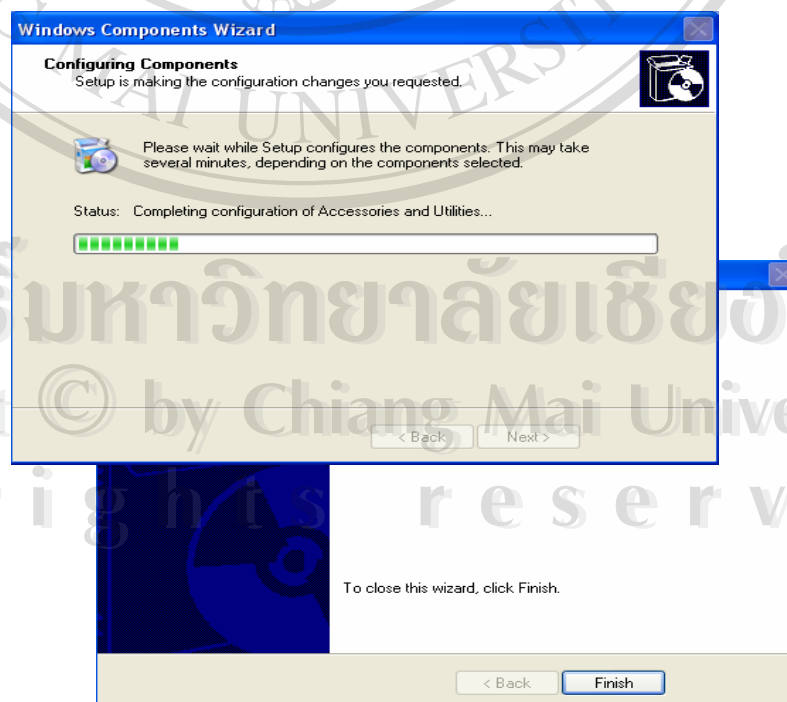 Windows Components Wizard
Configuring Components
Setup is making the configuration changes you requested.
MAI UNIVERS
Please wait while Setup configures the components. This may take
several minutes, depending on the components selected.
Status: Completing configuration of Accessories and Utilities...
มหาวิทยาลัยเชียง
© by Chiang Mai Unive
< Back Next >
rights reserv
To close this wizard, click Finish.
< Back Finish